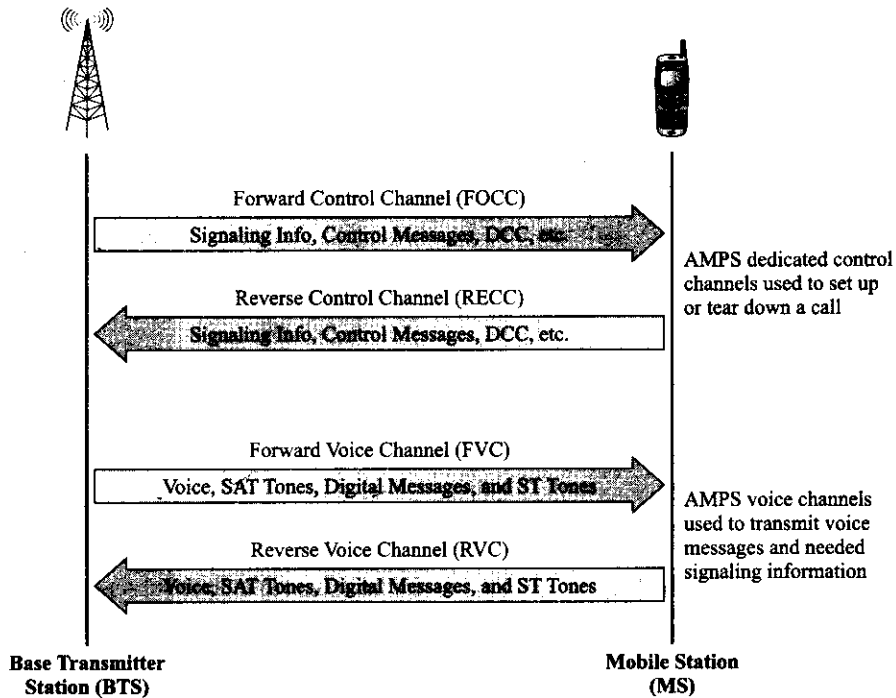 Forward Control Channel (FOCC)
Signaling Info, Control Messages, DCC, etc.
AMPS dedicated control
channels used to set up
or tear down a call
Reverse Control Channel (RECC)
Signaling Info, Control Messages, DCC, etc.
Forward Voice Channel (FVC)
Voice, SAT Tones, Digital Messages, and ST Tones
AMPS voice channels
used to transmit voice
messages and needed
signaling information
Reverse Voice Channel (RVC)
Voice, SAT Tones, Digital Messages, and ST Tones
Base Transmitter
Station (BTS)
Mobile Station
(MS)